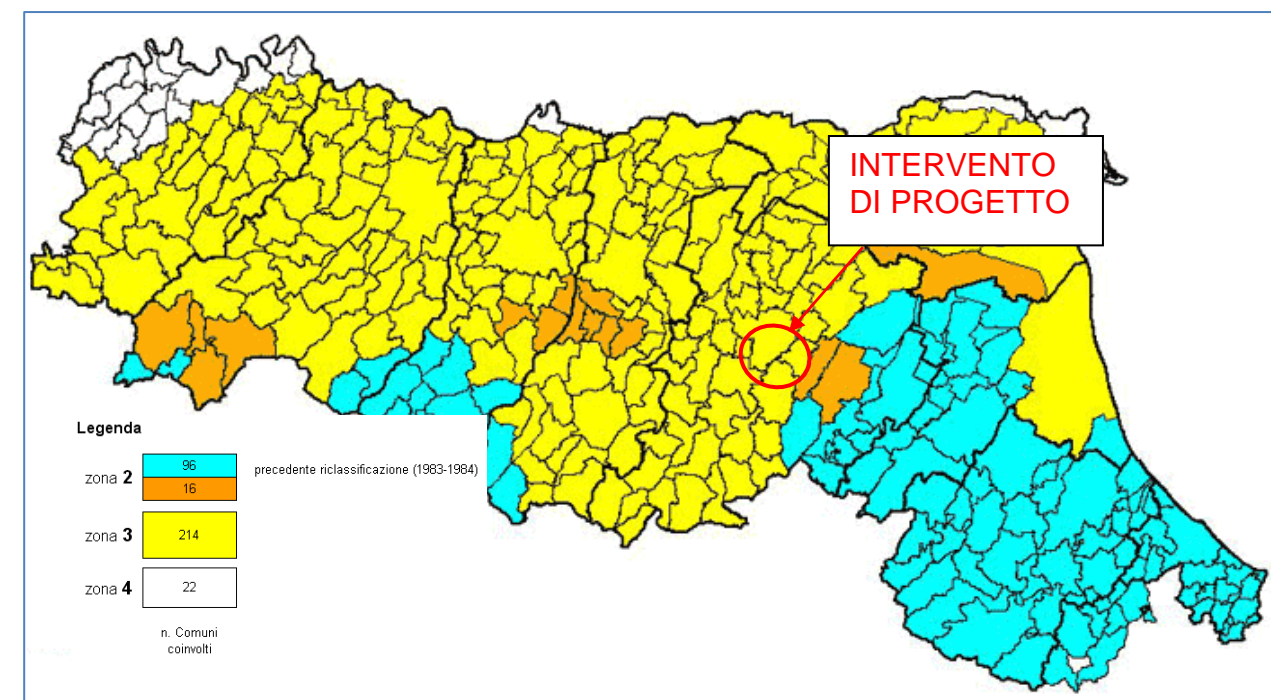 INTERVENTO
DI PROGETTO
Legenda
zona 2
96
precedente riclassificazione (1983-1984)
16
zona 3
214
zona 4
22
n. Comuni
coinvolti